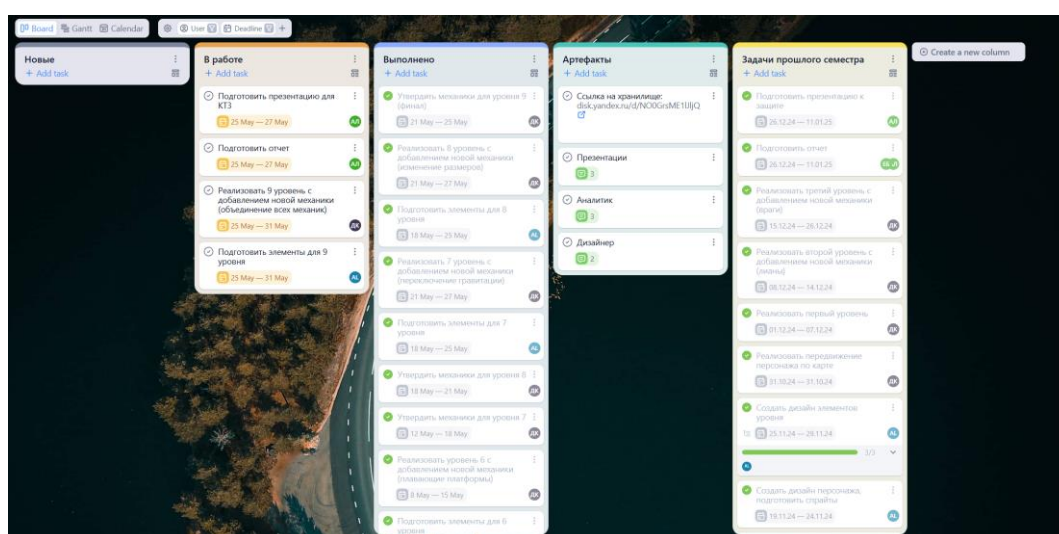 Board Gantt Calendar User Deadline +
Новые
+ Add task
В работе
+ Add task
Подготовить презентацию для
КТ3
25 May — 27 May
АЛ
Подготовить отчет
25 May — 27 May
АЛ
Реализовать 9 уровень с
добавлением новой механики
(объединение всех механик)
25 May — 31 May
ДК
Подготовить элементы для 9
уровня
25 May — 31 May
AL
Выполнено
+ Add task
Утвердить механики для уровня 9
(финал)
21 May — 25 May
ДК
Реализовать 8 уровень с
добавлением новой механики
(изменение размеров)
21 May — 27 May
ДК
Подготовить элементы для 8
уровня
18 May — 25 May
AL
Реализовать 7 уровень с
добавлением новой механики
(переключение гравитации)
21 May — 27 May
ДК
Подготовить элементы для 7
уровня
18 May — 25 May
AL
Утвердить механики для уровня 8
18 May — 21 May
ДК
Утвердить механики для уровня 7
12 May — 18 May
ДК
Реализовать уровень 6 с
добавлением новой механики
(плавающие платформы)
8 May — 15 May
ДК
Подготовить элементы для 6
уровня
Артефакты
+ Add task
Ссылка на хранилище:
Презентации
3
Аналитик
3
Дизайнер
2
Задачи прошлого семестра
+ Add task
Подготовить презентацию к
защите
26.12.24 — 11.01.25
АЛ
Подготовить отчет
26.12.24 — 11.01.25
ЕБ ЛЛ
Реализовать третий уровень с
добавлением новой механики
(враги)
15.12.24 — 26.12.24
ДК
Реализовать второй уровень с
добавлением новой механики
(лианы)
08.12.24 — 14.12.24
ДК
Реализовать первый уровень
01.12.24 — 07.12.24
ДК
Реализовать передвижение
персонажа по карте
31.10.24 — 31.10.24
ДК
Создать дизайн элементов
уровня
25.11.24 — 26.11.24
AL
3/3
AL
Создать дизайн персонажа,
подготовить спрайты
19.11.24 — 24.11.24
AL
Create a new column